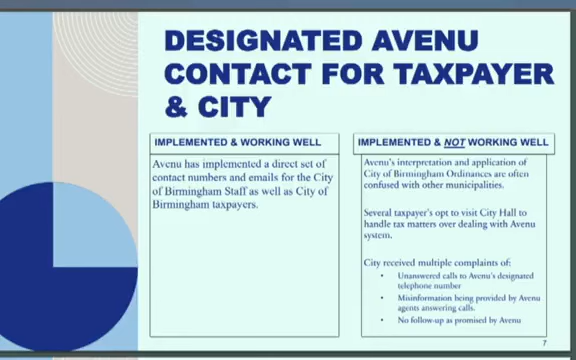 DESIGNATED AVENU
CONTACT FOR TAXPAYER
& CITY
IMPLEMENTED & WORKING WELL
Avenu has implemented a direct set of
contact numbers and emails for the City
of Birmingham Staff as well as City of
Birmingham taxpayers.
IMPLEMENTED & NOT WORKING WELL
Avenu's interpretation and application of
City of Birmingham Ordinances are often
confused with other municipalities.
Several taxpayer's opt to visit City Hall to
handle tax matters over dealing with Avenu
system.
City received multiple complaints of:
• Unanswered calls to Avenu's designated
telephone number
• Misinformation being provided by Avenu
agents answering calls.
• No follow-up as promised by Avenu
7